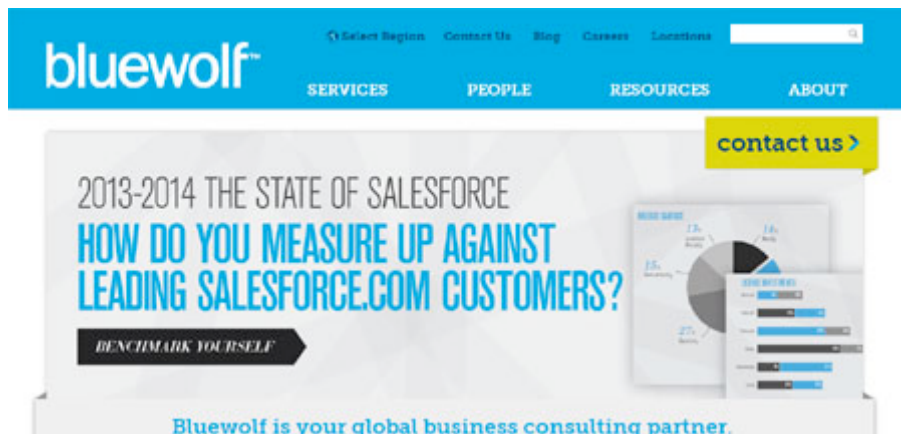 bluewolf™
Select Region Contact Us Blog Careers Locations
SERVICES PEOPLE RESOURCES ABOUT
contact us >
2013-2014 THE STATE OF SALESFORCE
HOW DO YOU MEASURE UP AGAINST
LEADING SALESFORCE.COM CUSTOMERS?
BENCHMARK YOURSELF
Bluewolf is your global business consulting partner.